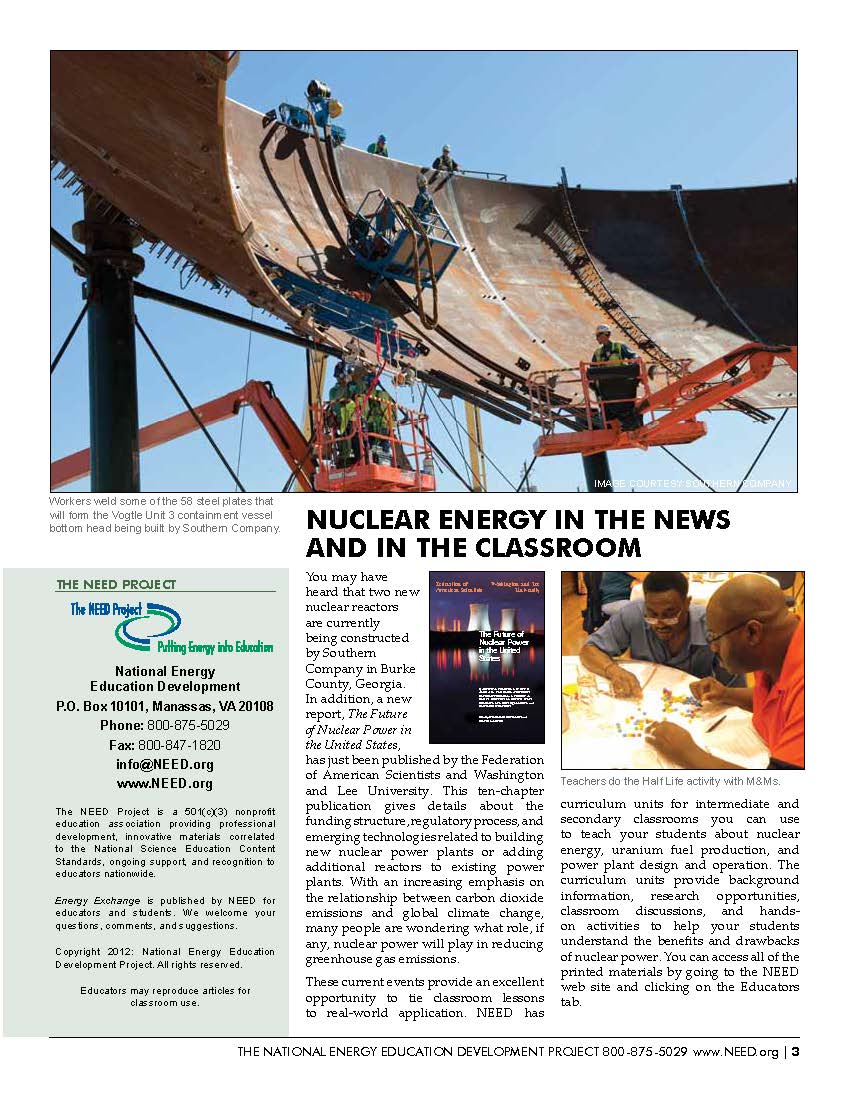 IMAGE COURTESY SOUTHERN COMPANY
Workers weld some of the 58 steel plates that
will form the Vogtle Unit 3 containment vessel
bottom head being built by Southern Company.
THE NEED PROJECT
The NEED Project
Putting Energy into Education
National Energy
Education Development
P.O. Box 10101, Manassas, VA 20108
Phone: 800-875-5029
Fax: 800-847-1820
info@NEED.org
www.NEED.org
The NEED Project is a 501(c)(3) nonprofit
education association providing professional
development, innovative materials correlated
to the National Science Education Content
Standards, ongoing support, and recognition to
educators nationwide.
Energy Exchange is published by NEED for
educators and students. We welcome your
questions, comments, and suggestions.
Copyright 2012: National Energy Education
Development Project. All rights reserved.
Educators may reproduce articles for
classroom use.
NUCLEAR ENERGY IN THE NEWS
AND IN THE CLASSROOM
You may have
heard that two new
nuclear reactors
are currently
being constructed
by Southern
Company in Burke
County, Georgia.
In addition, a new
report, The Future
of Nuclear Power in
the United States,
has just been published by the Federation
of American Scientists and Washington
and Lee University. This ten-chapter
publication gives details about the
funding structure, regulatory process, and
emerging technologies related to building
new nuclear power plants or adding
additional reactors to existing power
plants. With an increasing emphasis on
the relationship between carbon dioxide
emissions and global climate change,
many people are wondering what role, if
any, nuclear power will play in reducing
greenhouse gas emissions.
These current events provide an excellent
opportunity to tie classroom lessons
to real-world application. NEED has
Federation of
American Scientists
Washington and Lee
University
The Future of
Nuclear Power
in the United
States
Teachers do the Half Life activity with M&Ms.
curriculum units for intermediate and
secondary classrooms you can use
to teach your students about nuclear
energy, uranium fuel production, and
power plant design and operation. The
curriculum units provide background
information, research opportunities,
classroom discussions, and hands-
on activities to help your students
understand the benefits and drawbacks
of nuclear power. You can access all of the
printed materials by going to the NEED
web site and clicking on the Educators
tab.
THE NATIONAL ENERGY EDUCATION DEVELOPMENT PROJECT 800-875-5029 www.NEED.org | 3